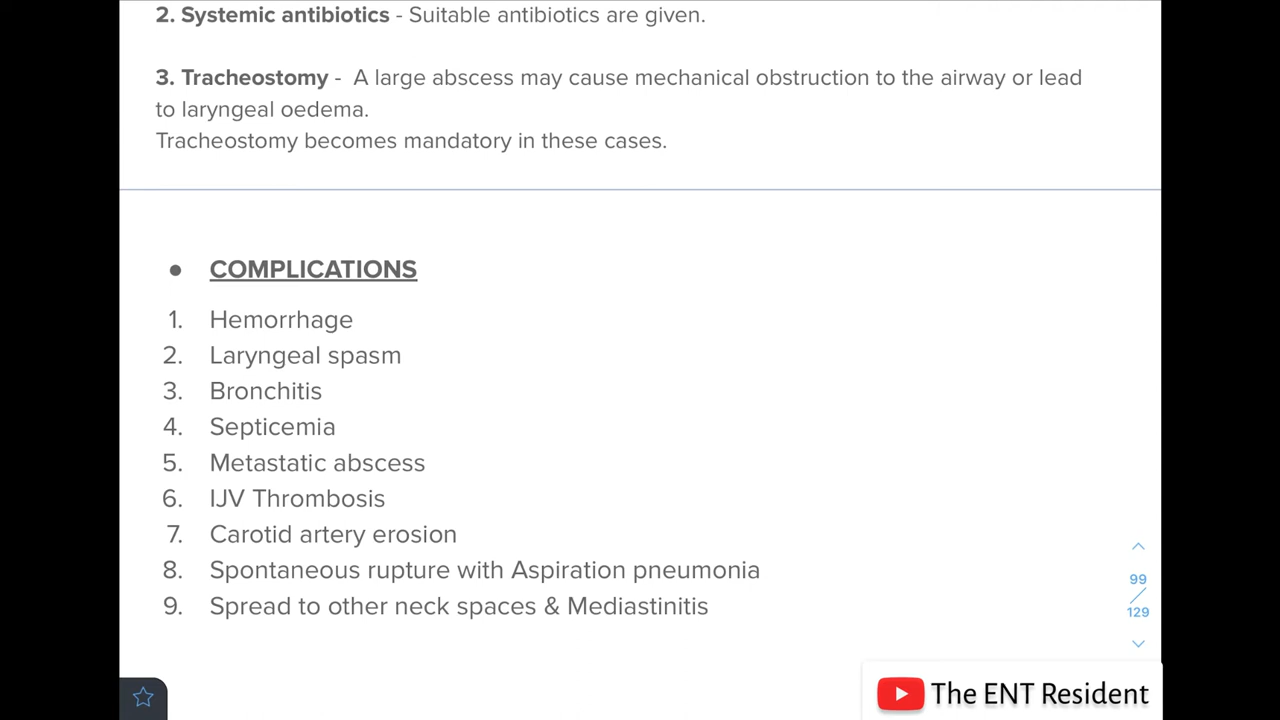 2. Systemic antibiotics - Suitable antibiotics are given.
3. Tracheostomy - A large abscess may cause mechanical obstruction to the airway or lead
to laryngeal oedema.
Tracheostomy becomes mandatory in these cases.
● COMPLICATIONS
1. Hemorrhage
2. Laryngeal spasm
3. Bronchitis
4. Septicemia
5. Metastatic abscess
6. IJV Thrombosis
7. Carotid artery erosion
8. Spontaneous rupture with Aspiration pneumonia
9. Spread to other neck spaces & Mediastinitis
99
/
129
The ENT Resident